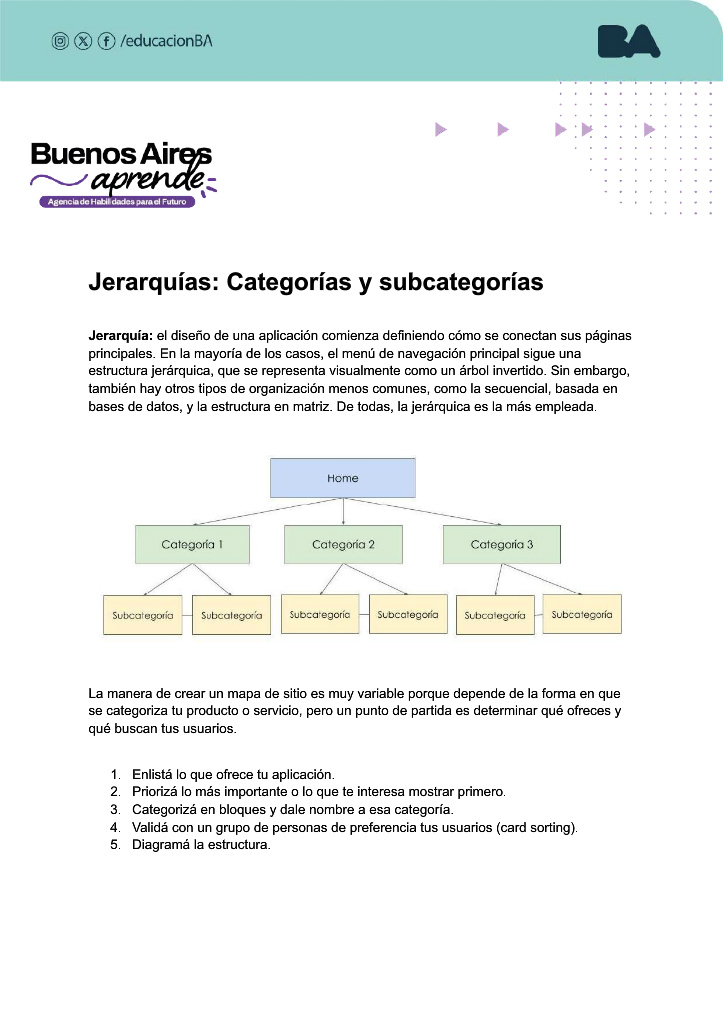 /educacionBA
BA
Buenos Aires
aprende
Agencia de Habilidades para el Futuro
Jerarquías: Categorías y subcategorías
Jerarquía: el diseño de una aplicación comienza definiendo cómo se conectan sus páginas
principales. En la mayoría de los casos, el menú de navegación principal sigue una
estructura jerárquica, que se representa visualmente como un árbol invertido. Sin embargo,
también hay otros tipos de organización menos comunes, como la secuencial, basada en
bases de datos, y la estructura en matriz. De todas, la jerárquica es la más empleada.
Home
Categoría 1
Categoría 2
Categoría 3
Subcategoría
Subcategoría
Subcategoría
Subcategoría
Subcategoría
Subcategoría
La manera de crear un mapa de sitio es muy variable porque depende de la forma en que
se categoriza tu producto o servicio, pero un punto de partida es determinar qué ofreces y
qué buscan tus usuarios.
1. Enlistá lo que ofrece tu aplicación.
2. Priorizá lo más importante o lo que te interesa mostrar primero.
3. Categorizá en bloques y dale nombre a esa categoría.
4. Validá con un grupo de personas de preferencia tus usuarios (card sorting).
5. Diagramá la estructura.